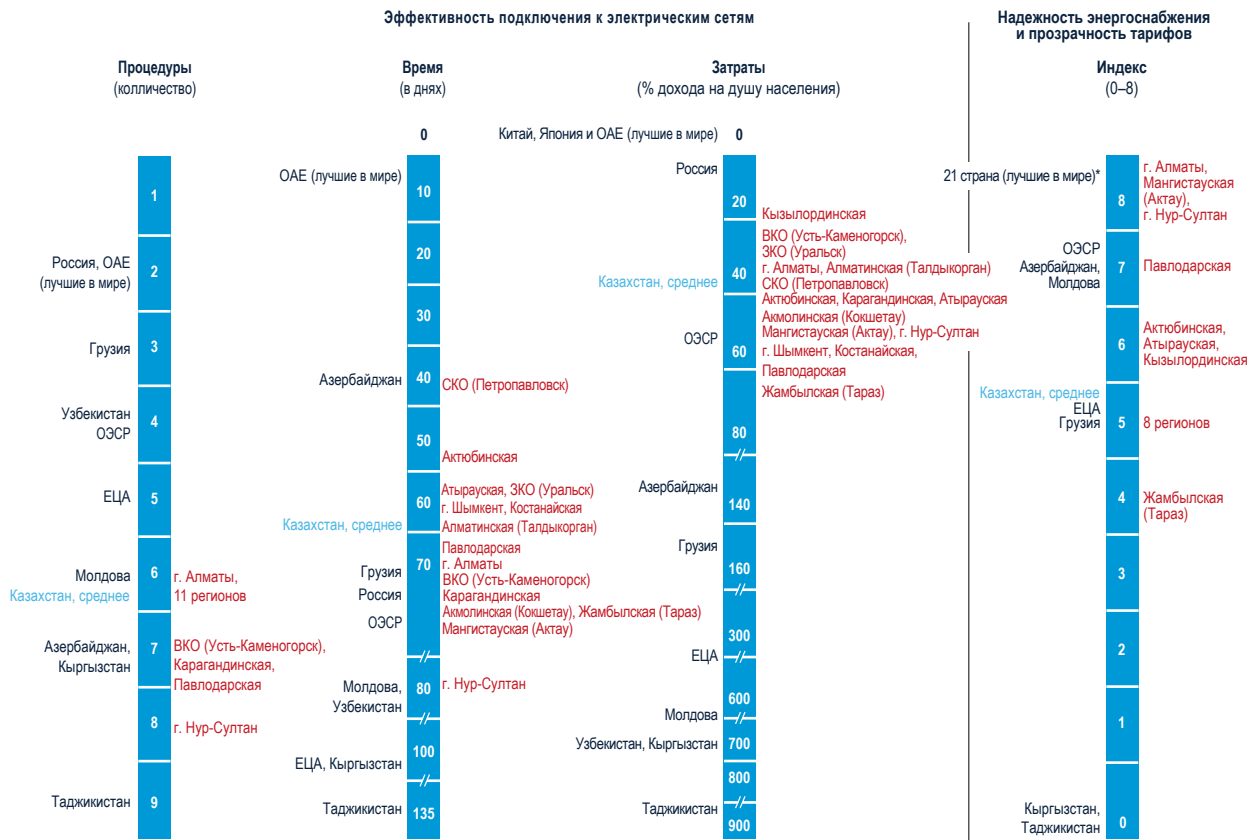 Эффективность подключения к электрическим сетям
Надежность энергоснабжения
и прозрачность тарифов
Процедуры
(колличество)
1
2
3
4
5
6
7
8
9
Россия, ОАЕ
(лучшие в мире)
Грузия
Узбекистан
ОЭСР
ЕЦА
Молдова
Казахстан, среднее
Азербайджан,
Кыргызстан
Таджикистан
г. Алматы,
11 регионов
ВКО (Усть-Каменогорск),
Карагандинская,
Павлодарская
г. Нур-Султан
Время
(в днях)
0
10
20
30
40
50
60
70
80
100
135
ОАЕ (лучшие в мире)
Азербайджан
Казахстан, среднее
Грузия
Россия
ОЭСР
Молдова,
Узбекистан
ЕЦА, Кыргызстан
Таджикистан
СКО (Петропавловск)
Актюбинская
Атырауская, ЗКО (Уральск)
г. Шымкент, Костанайская
Алматинская (Талдыкорган)
Павлодарская
г. Алматы
ВКО (Усть-Каменогорск)
Карагандинская
Акмолинская (Кокшетау), Жамбылская (Тараз)
Мангистауская (Актау)
г. Нур-Султан
Затраты
(% дохода на душу населения)
Китай, Япония и ОАЕ (лучшие в мире)
0
20
40
60
80
140
160
300
600
700
800
900
Россия
Казахстан, среднее
ОЭСР
Азербайджан
Грузия
ЕЦА
Молдова
Узбекистан, Кыргызстан
Таджикистан
Кызылординская
ВКО (Усть-Каменогорск),
ЗКО (Уральск)
г. Алматы, Алматинская (Талдыкорган)
СКО (Петропавловск)
Актюбинская, Карагандинская, Атырауская
Акмолинская (Кокшетау)
Мангистауская (Актау), г. Нур-Султан
г. Шымкент, Костанайская,
Павлодарская
Жамбылская (Тараз)
Индекс
(0–8)
8
7
6
5
4
3
2
1
0
21 страна (лучшие в мире)*
ОЭСР
Азербайджан,
Молдова
Казахстан, среднее
ЕЦА
Грузия
Кыргызстан,
Таджикистан
г. Алматы,
Мангистауская
(Актау),
г. Нур-Султан
Павлодарская
Актюбинская,
Атырауская,
Кызылординская
8 регионов
Жамбылская
(Тараз)